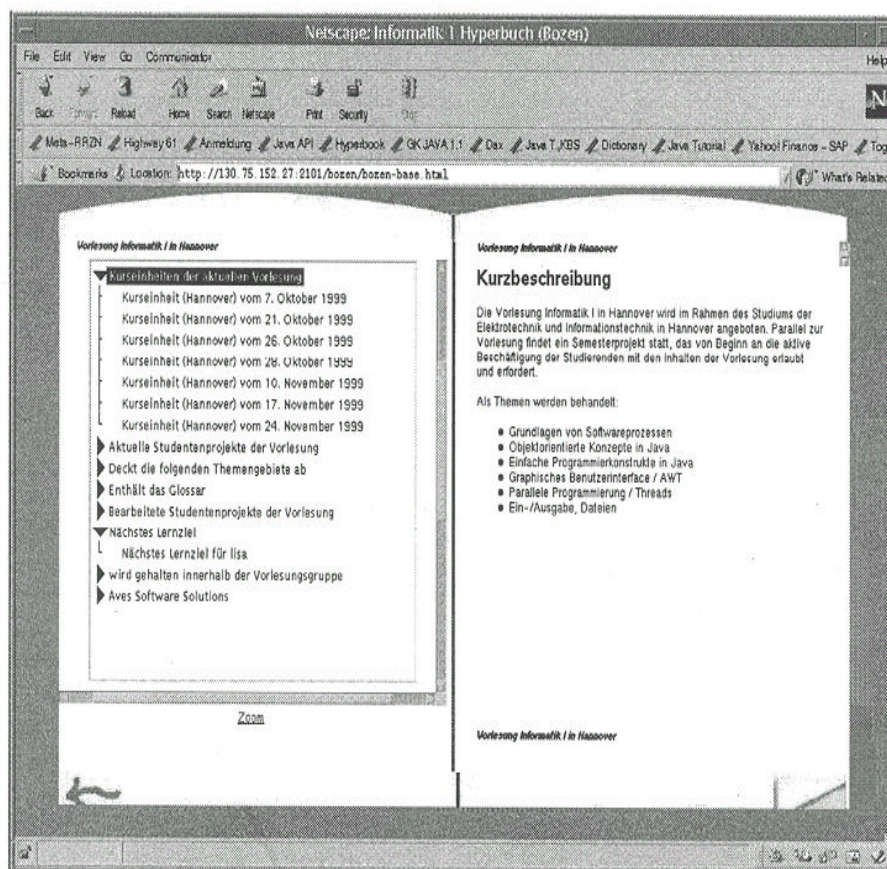 Netscape: Informatik 1 Hyperbuch (Bozen)
File Edit View Go Communicator Help
Back Forward Reload Home Search Netscape Print Security Stop
N
Meta-RRZN Highway 61 Anmeldung Java API Hyperbook GK JAVA 1.1 Dax Java T.,KBS Dictionary Java Tutorial Yahoo! Finanos - SAP Tog
Bookmarks Location: http://130.75.152.27:2101/bozen/bozen-base.html What's Related
Vorlesung Informatik I in Hannover
Kurseinheiten der aktuellen Vorlesung
Kurseinheit (Hannover) vom 7. Oktober 1999
Kurseinheit (Hannover) vom 21. Oktober 1999
Kurseinheit (Hannover) vom 26. Oktober 1999
Kurseinheit (Hannover) vom 28. Oktober 1999
Kurseinheit (Hannover) vom 10. November 1999
Kurseinheit (Hannover) vom 17. November 1999
Kurseinheit (Hannover) vom 24. November 1999
Aktuelle Studentenprojekte der Vorlesung
Deckt die folgenden Themengebiete ab
Enthält das Glossar
Bearbeitete Studentenprojekte der Vorlesung
Nächstes Lernziel
Nächstes Lernziel für lisa
wird gehalten innerhalb der Vorlesungsgruppe
Aves Software Solutions
Zoom
Vorlesung Informatik I in Hannover
Kurzbeschreibung
Die Vorlesung Informatik I in Hannover wird im Rahmen des Studiums der
Elektrotechnik und Informationstechnik in Hannover angeboten. Parallel zur
Vorlesung findet ein Semesterprojekt statt, das von Beginn an die aktive
Beschäftigung der Studierenden mit den Inhalten der Vorlesung erlaubt
und erfordert.
Als Themen werden behandelt:
Grundlagen von Softwareprozessen
Objektorientierte Konzepte in Java
Einfache Programmierkonstrukte in Java
Graphisches Benutzerinterface / AWT
Parallele Programmierung / Threads
Ein-/Ausgabe, Dateien
Vorlesung Informatik I in Hannover